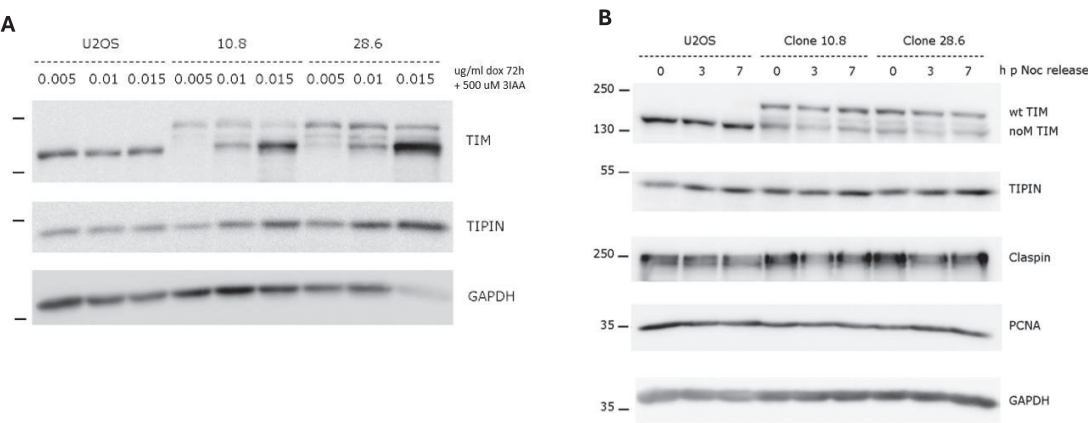 A
U2OS 10.8 28.6
0.005 0.01 0.015 0.005 0.01 0.015 0.005 0.01 0.015
ug/ml dox 72h
+ 500 uM 3IAA
TIM
TIPIN
GAPDH
B
U2OS Clone 10.8 Clone 28.6
0 3 7 0 3 7 0 3 7 h p Noc release
250
wt TIM
130
noM TIM
55
TIPIN
250
Claspin
35
PCNA
35
GAPDH